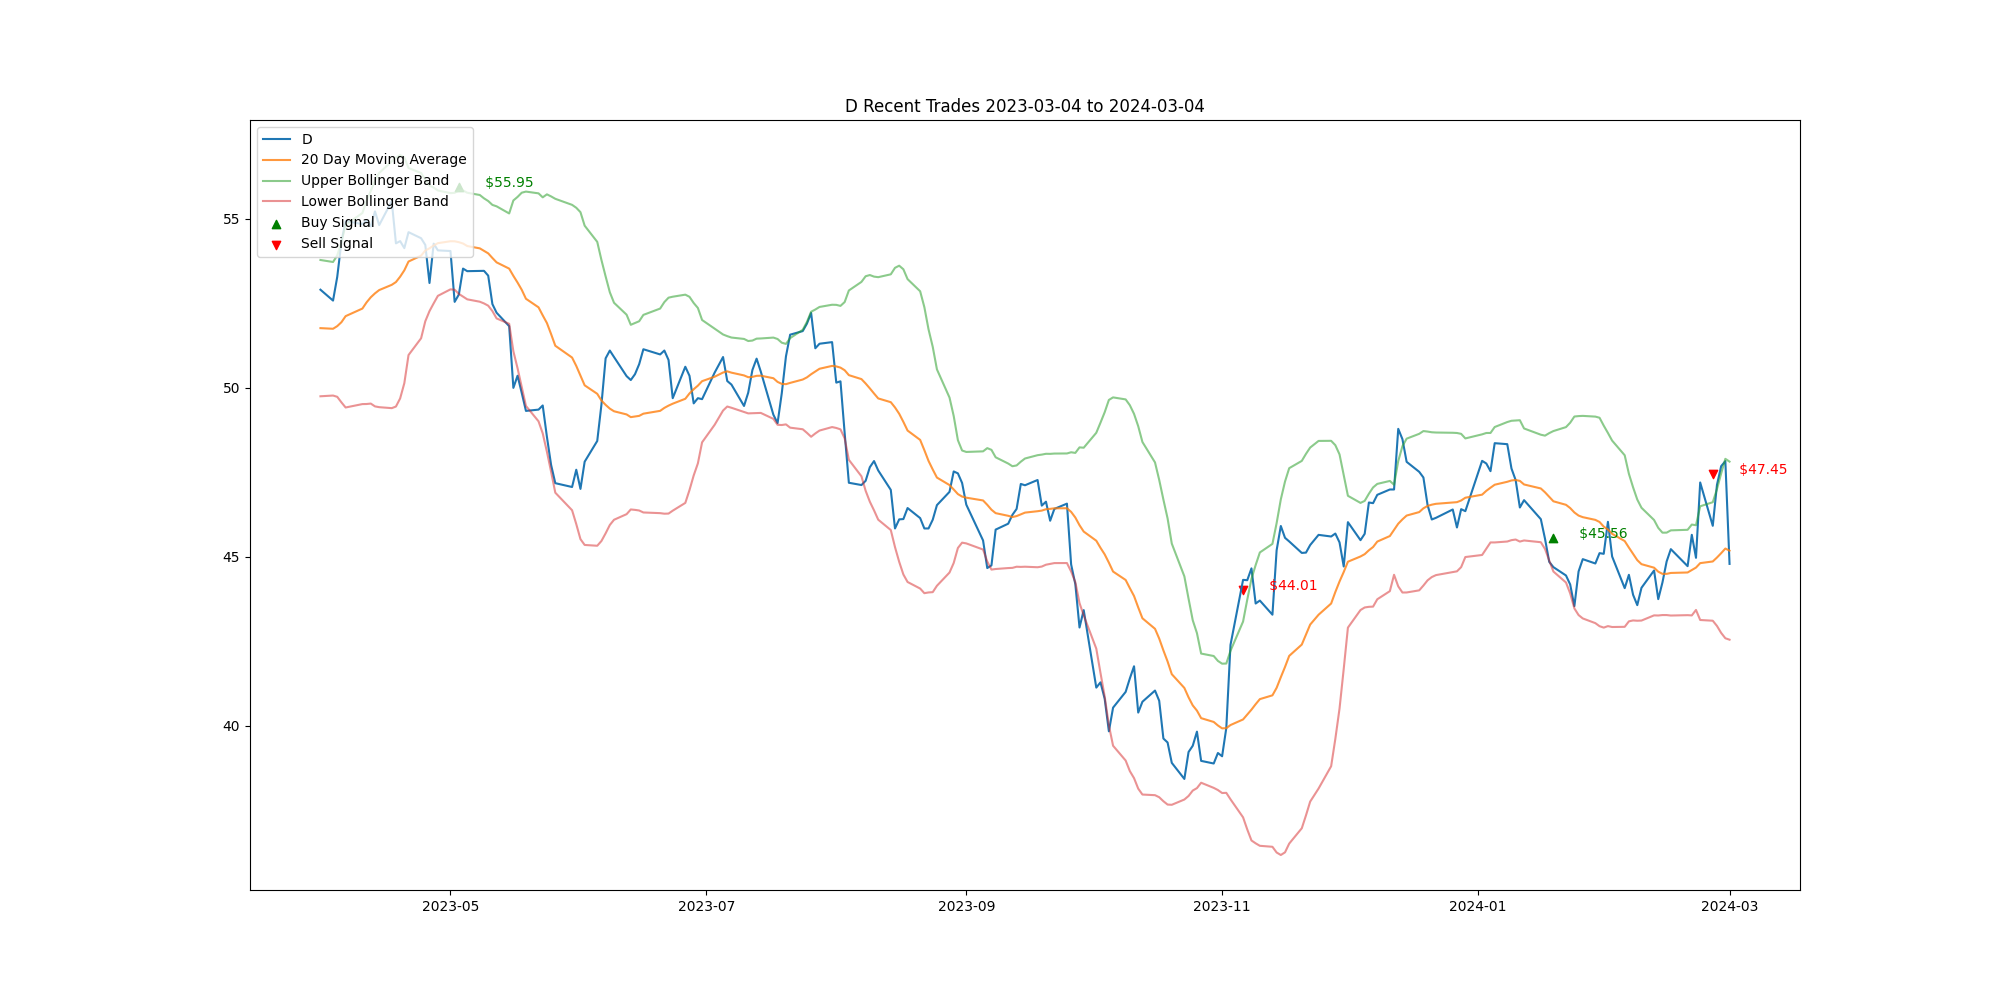 D Recent Trades 2023-03-04 to 2024-03-04
D
20 Day Moving Average
Upper Bollinger Band
Lower Bollinger Band
Buy Signal
Sell Signal
$55.95
$47.45
$45.56
$44.01
55
50
45
40
2023-05
2023-07
2023-09
2023-11
2024-01
2024-03